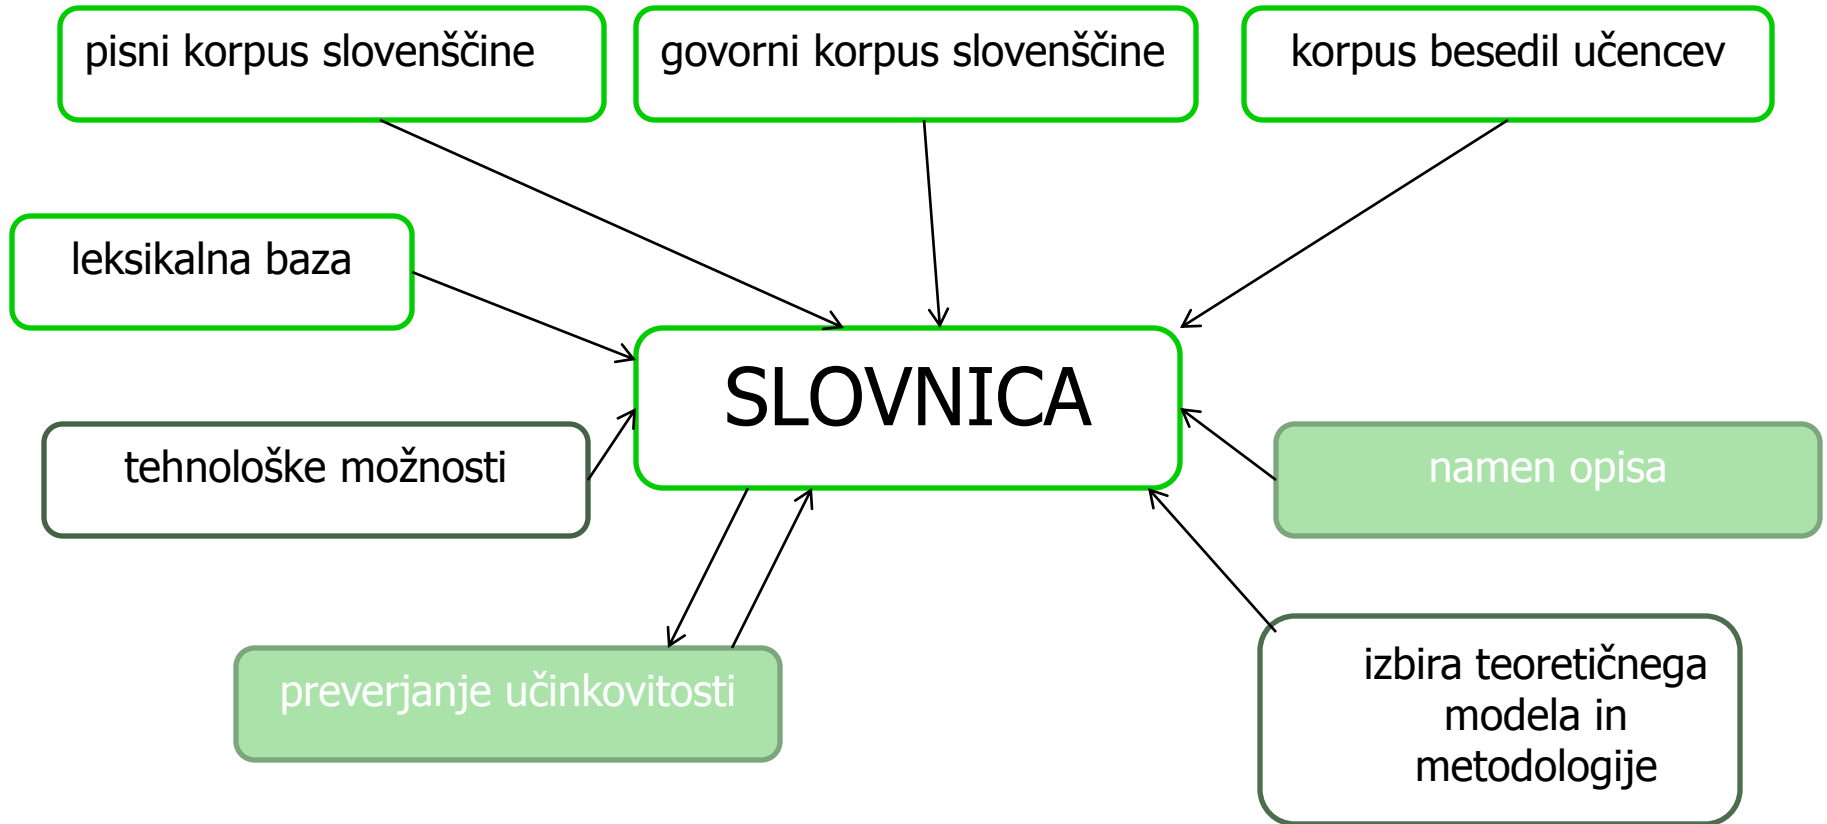 pisni korpus slovenščine
govorni korpus slovenščine
korpus besedil učencev
leksikalna baza
SLOVNICA
tehnološke možnosti
namen opisa
preverjanje učinkovitosti
izbira teoretičnega
modela in
metodologije